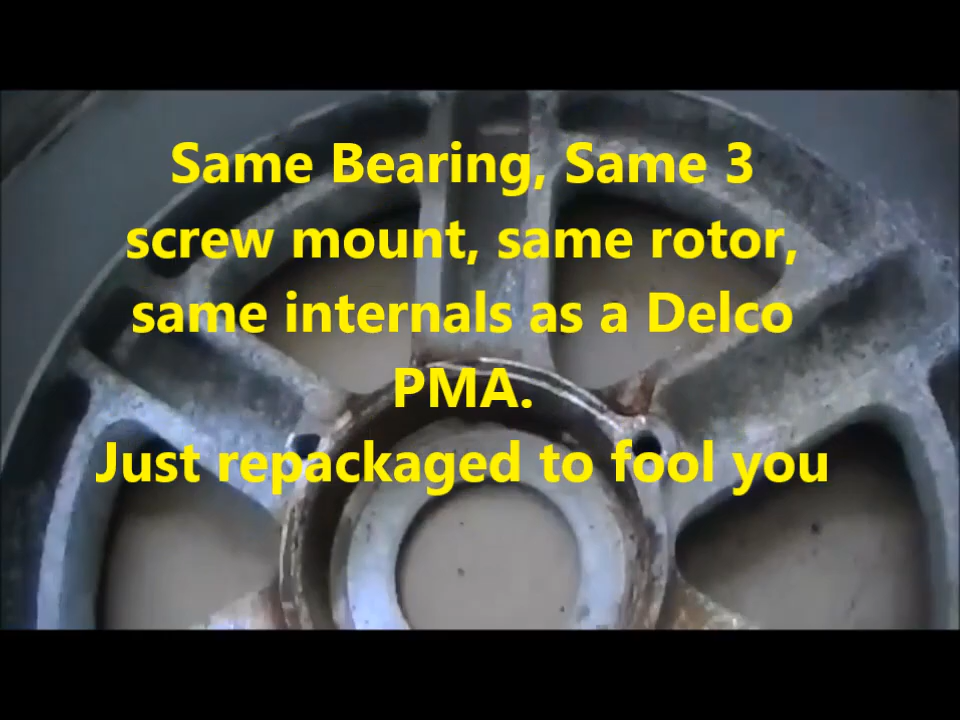 Same Bearing, Same 3
screw mount, same rotor,
same internals as a Delco
PMA.
Just repackaged to fool you